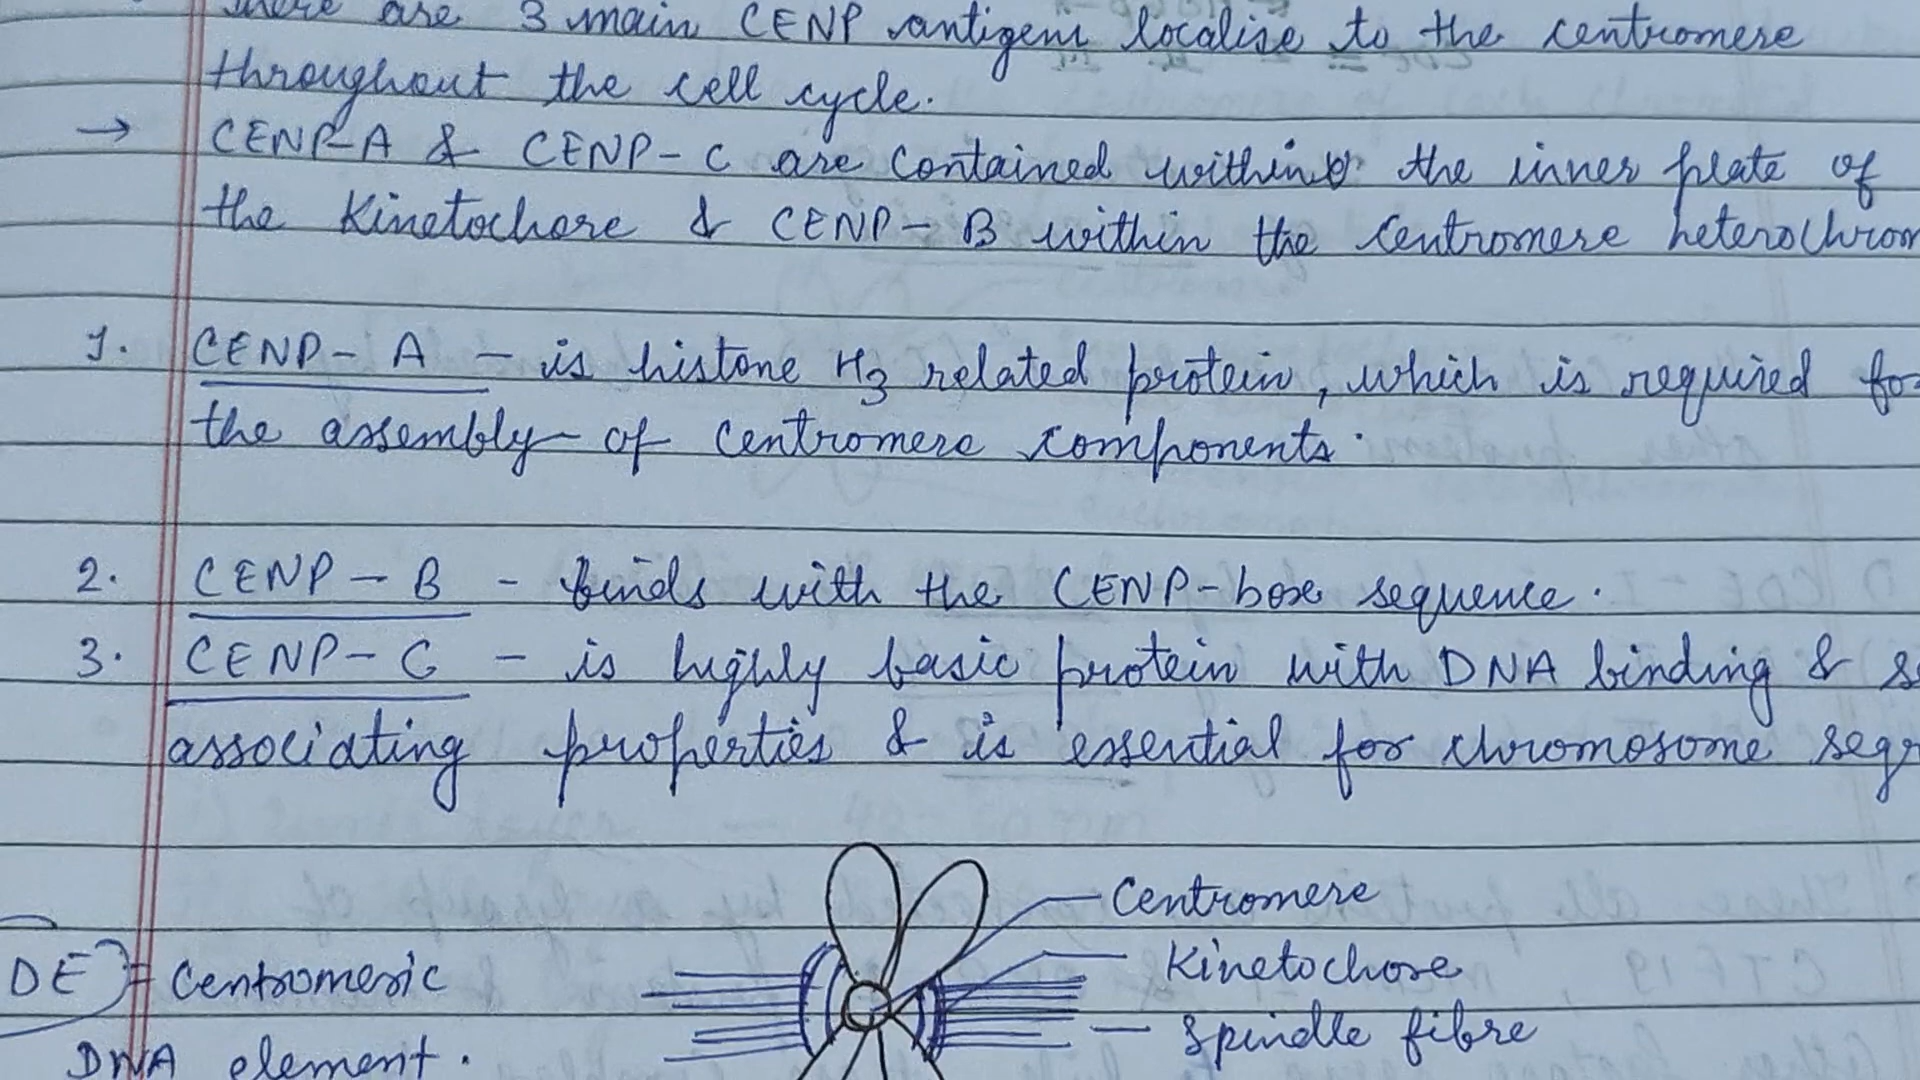 there are 3 main CENP antigeni localise to the centromere
throughout the cell cycle.
→ CENP-A & CENP-C are contained within the inner plate of
the Kinetochore & CENP-B within the centromere heterochrom
1. CENP-A - is histone H3 related protein, which is required for
the assembly of centromere components.
2. CENP-B - binds with the CENP-box sequence.
3. CENP-C - is highly basic protein with DNA binding & s
associating properties & is essential for chromosome segr
Centromere
Kinetochore
Spindle fibre
DE = Centromeric
DNA element.